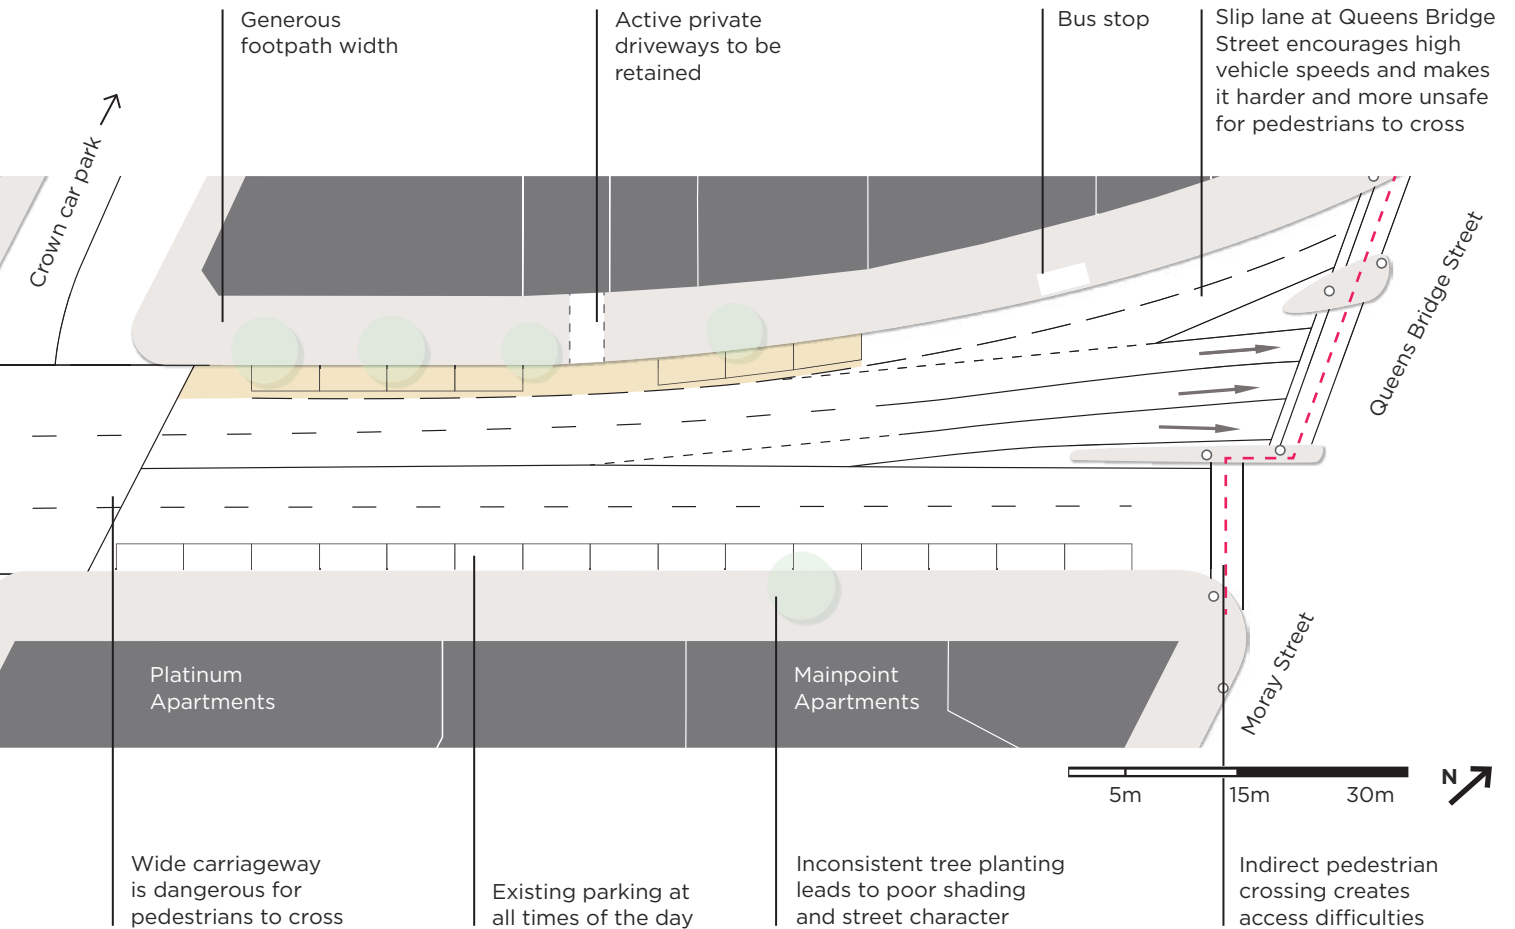 Generous
footpath width
Active private
driveways to be
retained
Bus stop
Slip lane at Queens Bridge
Street encourages high
vehicle speeds and makes
it harder and more unsafe
for pedestrians to cross
Crown car park
Queens Bridge Street
Platinum
Apartments
Mainpoint
Apartments
Moray Street
5m
15m
30m
N
Wide carriageway
is dangerous for
pedestrians to cross
Existing parking at
all times of the day
Inconsistent tree planting
leads to poor shading
and street character
Indirect pedestrian
crossing creates
access difficulties